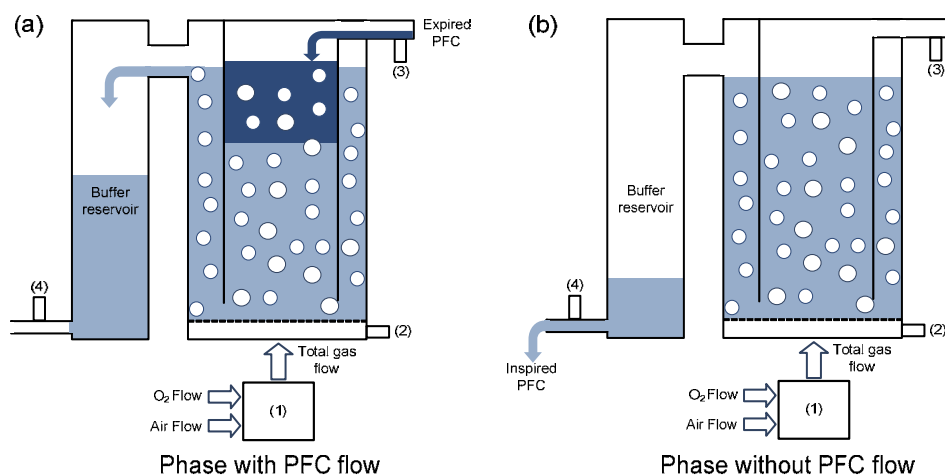 (a)
Expired
PFC
(3)
Buffer
reservoir
(4)
(2)
Total gas
flow
O₂ Flow
(1)
Air Flow
Phase with PFC flow
(b)
(3)
Buffer
reservoir
(4)
(2)
Inspired
PFC
Total gas
flow
O₂ Flow
(1)
Air Flow
Phase without PFC flow